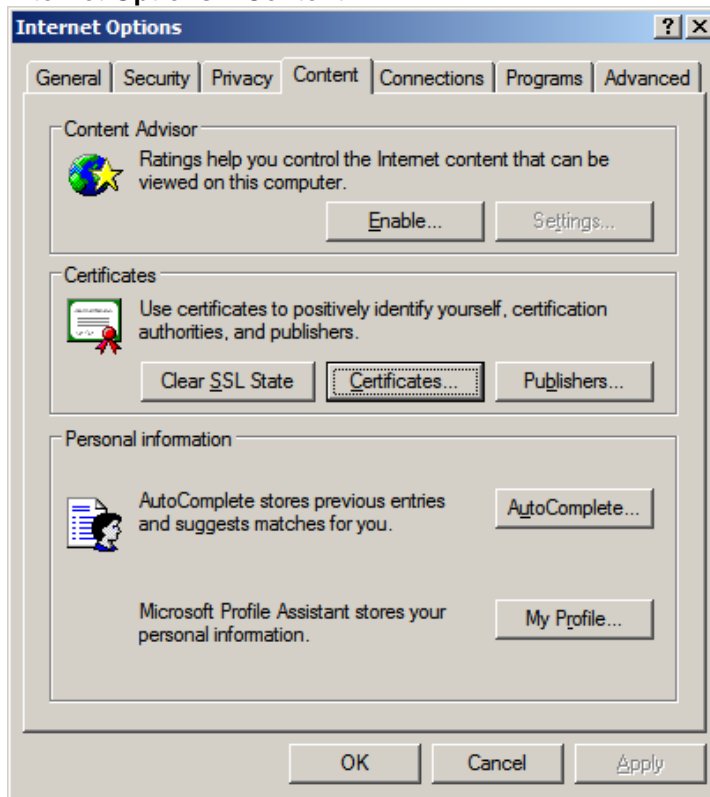 Internet Options
General Security Privacy Content Connections Programs Advanced
Content Advisor
Ratings help you control the Internet content that can be
viewed on this computer.
Enable... Settings...
Certificates
Use certificates to positively identify yourself, certification
authorities, and publishers.
Clear SSL State Certificates... Publishers...
Personal information
AutoComplete stores previous entries
and suggests matches for you.
AutoComplete...
Microsoft Profile Assistant stores your
personal information.
My Profile...
OK Cancel Apply